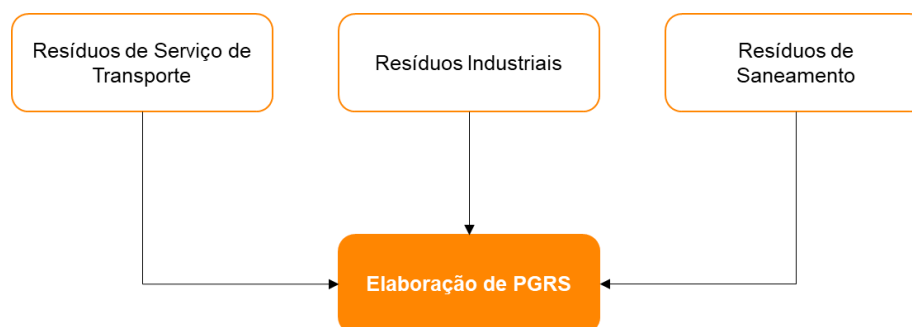 Resíduos de Serviço de
Transporte
Resíduos Industriais
Resíduos de
Saneamento
Elaboração de PGRS